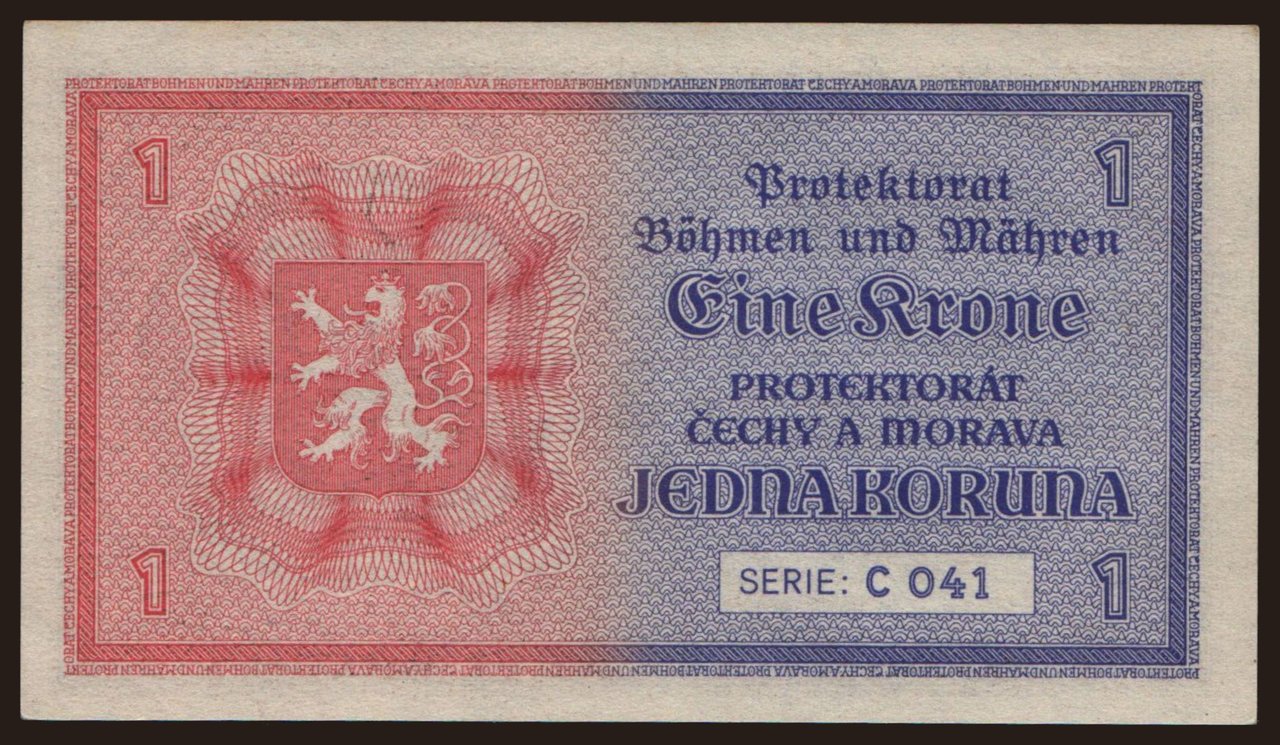 PROTEKTORAT BÖHMEN UND MÄHREN PROTEKTORÁT ČECHY A MORAVA PROTEKTORAT BÖHMEN UND MÄHREN PROTEKTORÁT ČECHY A MORAVA PROTEKTORAT BÖHMEN UND MÄHREN PROTEKT
1
1
Protektorat
Böhmen und Mähren
Eine Krone
PROTEKTORÁT
ČECHY A MORAVA
JEDNA KORUNA
SERIE: C 041
1
1